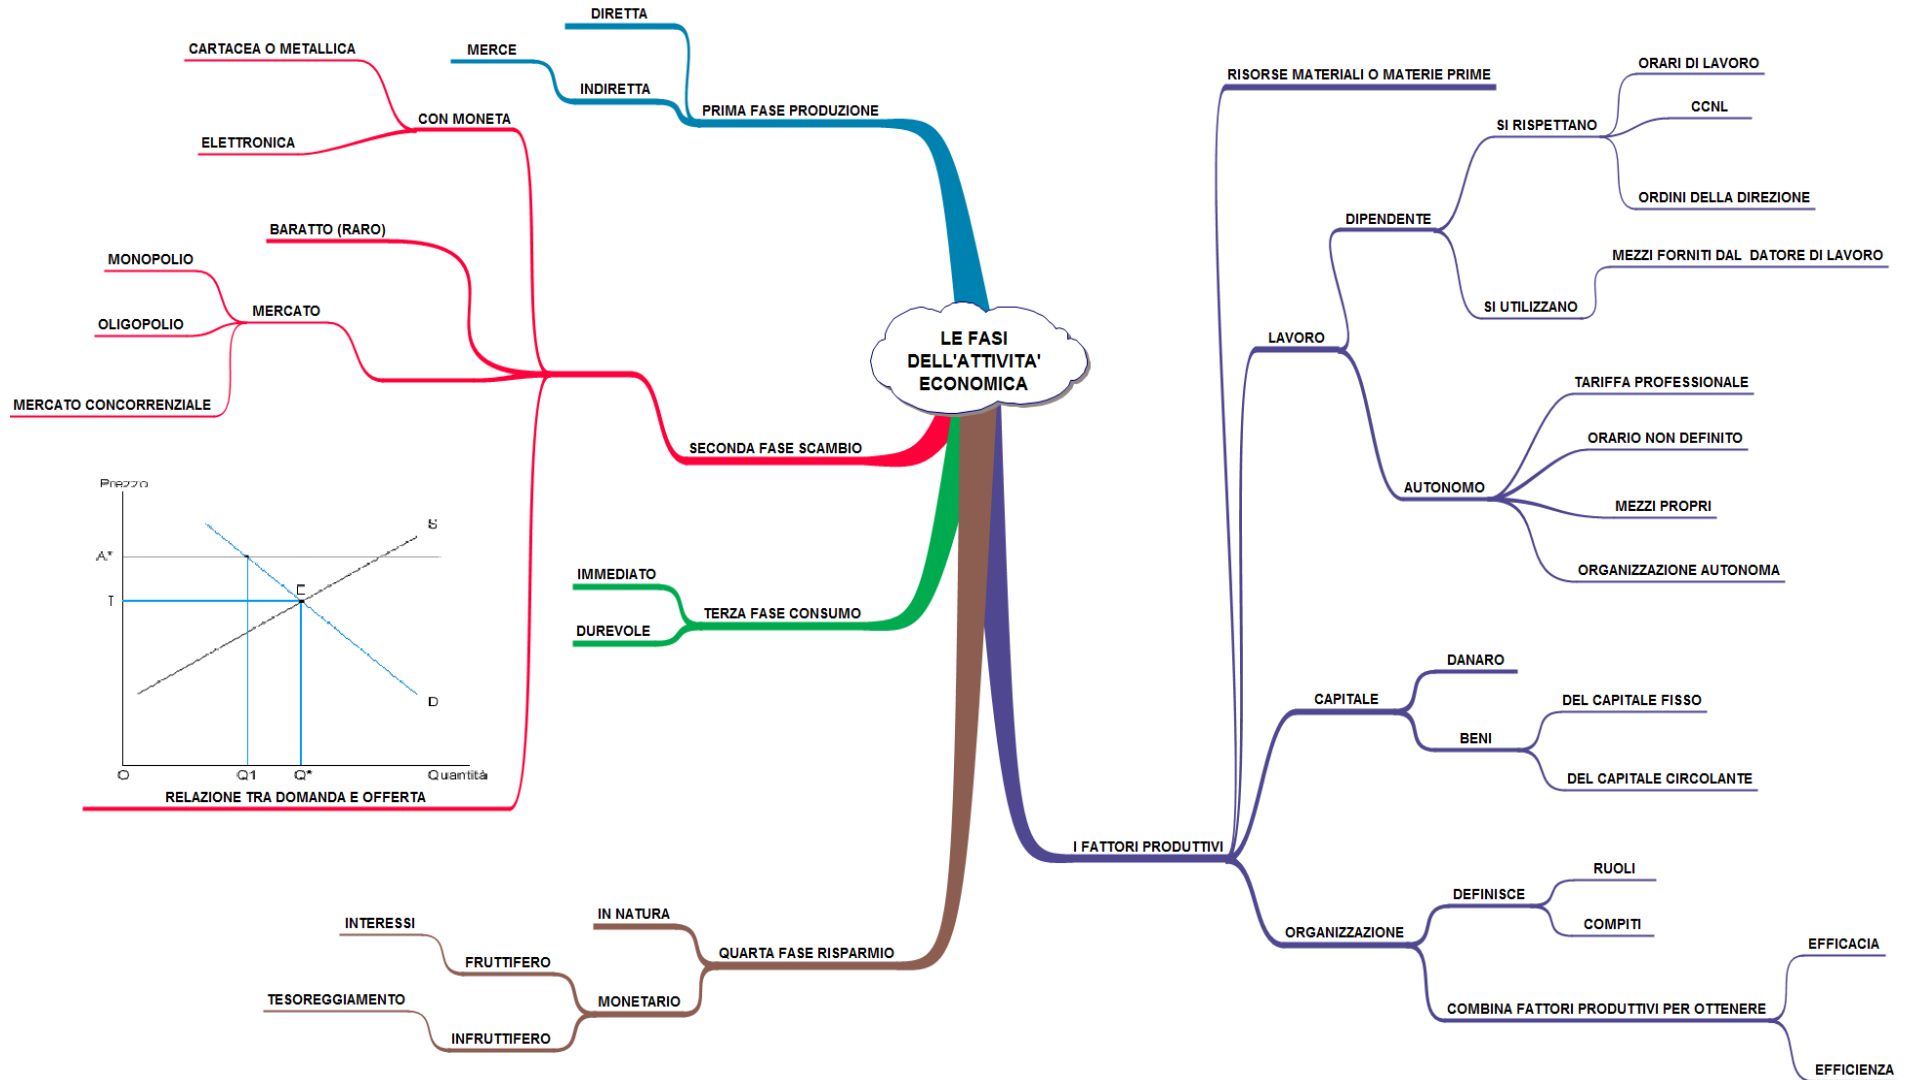 LE FASI
DELL'ATTIVITA'
ECONOMICA
PRIMA FASE PRODUZIONE
DIRETTA
INDIRETTA
MERCE
SECONDA FASE SCAMBIO
CON MONETA
CARTACEA O METALLICA
ELETTRONICA
BARATTO (RARO)
MERCATO
MONOPOLIO
OLIGOPOLIO
MERCATO CONCORRENZIALE
Prezzo
S
A*
E
T
D
O
Q1
Q*
Quantità
RELAZIONE TRA DOMANDA E OFFERTA
TERZA FASE CONSUMO
IMMEDIATO
DUREVOLE
QUARTA FASE RISPARMIO
IN NATURA
MONETARIO
FRUTTIFERO
INTERESSI
INFRUTTIFERO
TESOREGGIAMENTO
I FATTORI PRODUTTIVI
RISORSE MATERIALI O MATERIE PRIME
LAVORO
DIPENDENTE
SI RISPETTANO
ORARI DI LAVORO
CCNL
ORDINI DELLA DIREZIONE
SI UTILIZZANO
MEZZI FORNITI DAL  DATORE DI LAVORO
AUTONOMO
TARIFFA PROFESSIONALE
ORARIO NON DEFINITO
MEZZI PROPRI
ORGANIZZAZIONE AUTONOMA
CAPITALE
DANARO
BENI
DEL CAPITALE FISSO
DEL CAPITALE CIRCOLANTE
ORGANIZZAZIONE
DEFINISCE
RUOLI
COMPITI
COMBINA FATTORI PRODUTTIVI PER OTTENERE
EFFICACIA
EFFICIENZA